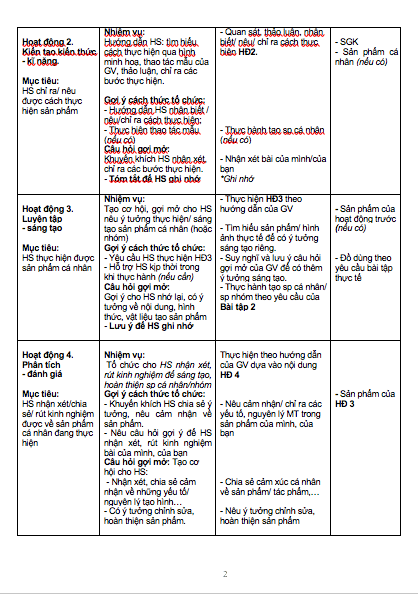 Hoạt động 2.
Kiến tạo kiến thức
- kĩ năng.
Mục tiêu:
HS chỉ ra/ nêu
được cách thực
hiện sản phẩm
Nhiệm vụ:
Hướng dẫn HS: tìm hiểu
cách thực hiện qua hình
minh hoạ, thao tác mẫu của
GV, thảo luận, chỉ ra các
bước thực hiện.
Gợi ý cách thức tổ chức:
- Hướng dẫn HS nhận biết /
nêu/chỉ ra cách thực hiện:
- Thực hiện thao tác mẫu
(nếu có)
Câu hỏi gợi mở:
Khuyến khích HS nhận xét,
chỉ ra các bước thực hiện.
- Tóm tắt để HS ghi nhớ
- Quan sát, thảo luận, nhận
biết/ nêu/ chỉ ra cách thực
hiện HĐ2.
- Thực hành tạo sp cá nhân
(nếu có)
- Nhận xét bài của mình/của
bạn
*Ghi nhớ
- SGK
- Sản phẩm cá
nhân (nếu có)
Hoạt động 3.
Luyện tập
- sáng tạo
Mục tiêu:
HS thực hiện được
sản phẩm cá nhân
Nhiệm vụ:
Tạo cơ hội, gợi mở cho HS
nêu ý tưởng thực hiện/ sáng
tạo sản phẩm cá nhân (hoặc
nhóm)
Gợi ý cách thức tổ chức:
- Yêu cầu HS thực hiện HĐ3
- Hỗ trợ HS kịp thời trong
khi thực hành (nếu cần)
Câu hỏi gợi mở:
Gợi ý cho HS nhớ lại, có ý
tưởng về nội dung, hình
thức, vật liệu tạo sản phẩm
- Lưu ý để HS ghi nhớ
- Thực hiện HĐ3 theo
hướng dẫn của GV
- Tìm hiểu sản phẩm/ hình
ảnh thực tế để có ý tưởng
sáng tạo riêng.
- Suy nghĩ và lưu ý câu hỏi
gợi mở của GV để có thêm
ý tưởng sáng tạo.
- Thực hành tạo sp cá nhân/
sp nhóm theo yêu cầu của
Bài tập 2
- Sản phẩm của
hoạt động trước
(nếu có)
- Đồ dùng theo
yêu cầu bài tập
thực tế
Hoạt động 4.
Phân tích
- đánh giá
Mục tiêu:
HS nhận xét/chia
sẻ/ rút kinh nghiệm
được về sản phẩm
cá nhân đang thực
hiện
Nhiệm vụ:
Tổ chức cho HS nhận xét,
rút kinh nghiệm để sáng tạo,
hoàn thiện sp cá nhân/nhóm
Gợi ý cách thức tổ chức:
- Khuyến khích HS chia sẻ ý
tưởng, nêu cảm nhận về
sản phẩm.
- Nêu câu hỏi gợi ý để HS
nhận xét, rút kinh nghiệm
bài của mình, của bạn
Câu hỏi gợi mở: Tạo cơ
hội cho HS:
- Nhận xét, chia sẻ cảm
nhận về những yếu tố/
nguyên lý tạo hình…
- Có ý tưởng chỉnh sửa,
hoàn thiện sản phẩm.
Thực hiện theo hướng dẫn
của GV dựa vào nội dung
HĐ 4
- Nêu cảm nhận/ chỉ ra các
yếu tố, nguyên lý MT trong
sản phẩm của mình, của
bạn
- Chia sẻ cảm xúc cá nhân
về sản phẩm/ tác phẩm,…
- Nêu ý tưởng chỉnh sửa,
hoàn thiện sản phẩm
- Sản phẩm của
HĐ 3
2